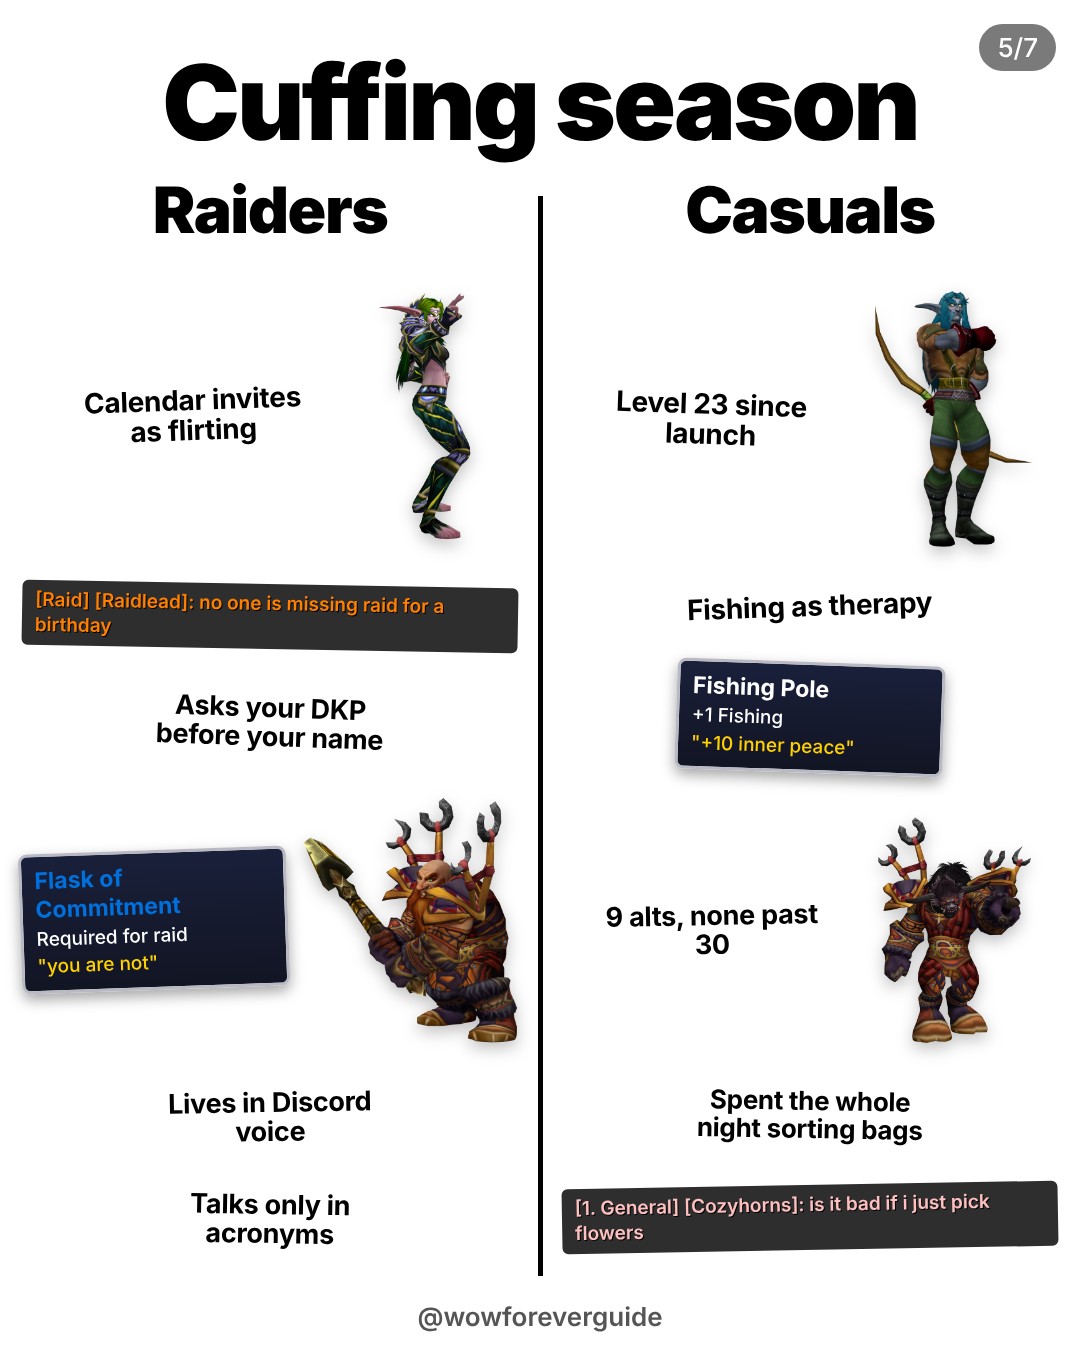 5/7
Cuffing season
Raiders
Calendar invites
as flirting
[Raid] [Raidlead]: no one is missing raid for a
birthday
Asks your DKP
before your name
Flask of
Commitment
Required for raid
"you are not"
Lives in Discord
voice
Talks only in
acronyms
Casuals
Level 23 since
launch
Fishing as therapy
Fishing Pole
+1 Fishing
"+10 inner peace"
9 alts, none past
30
Spent the whole
night sorting bags
[1. General] [Cozyhorns]: is it bad if i just pick
flowers
@wowforeverguide